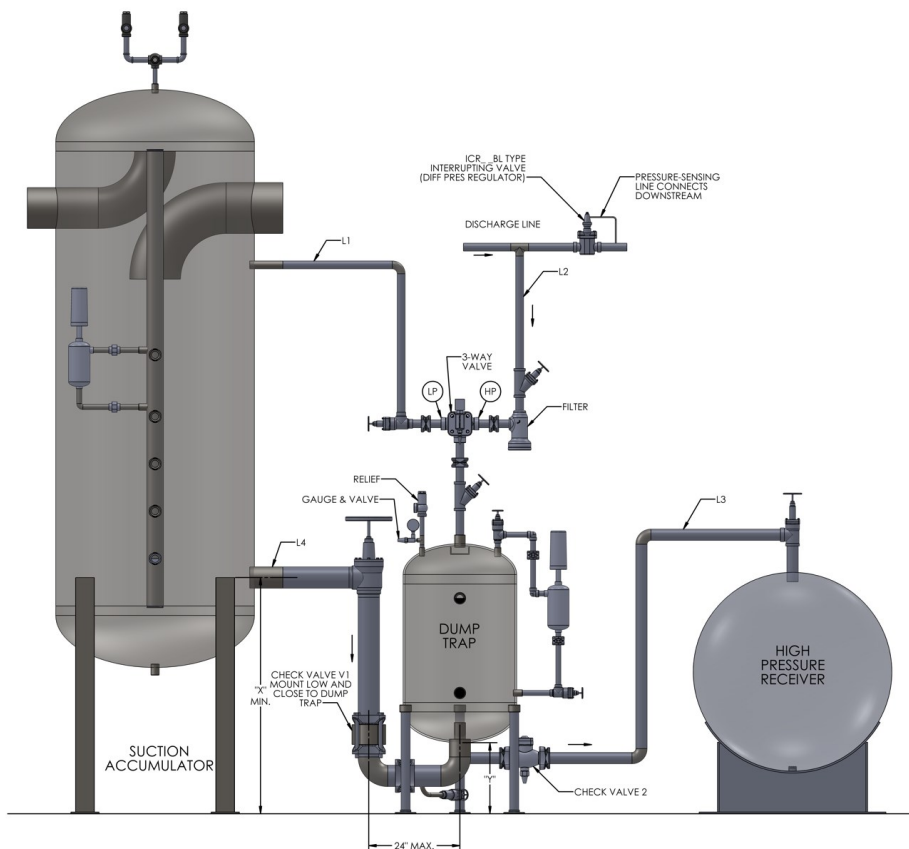 ICR_ _BL TYPE
INTERRUPTING VALVE
(DIFF PRES REGULATOR)
PRESSURE-SENSING
LINE CONNECTS
DOWNSTREAM
DISCHARGE LINE
L1
L2
3-WAY
VALVE
LP
HP
FILTER
RELIEF
GAUGE & VALVE
L3
L4
DUMP
TRAP
HIGH
PRESSURE
RECEIVER
CHECK VALVE V1
MOUNT LOW AND
CLOSE TO DUMP
TRAP
"X"
MIN.
SUCTION
ACCUMULATOR
"Y"
CHECK VALVE 2
24" MAX.